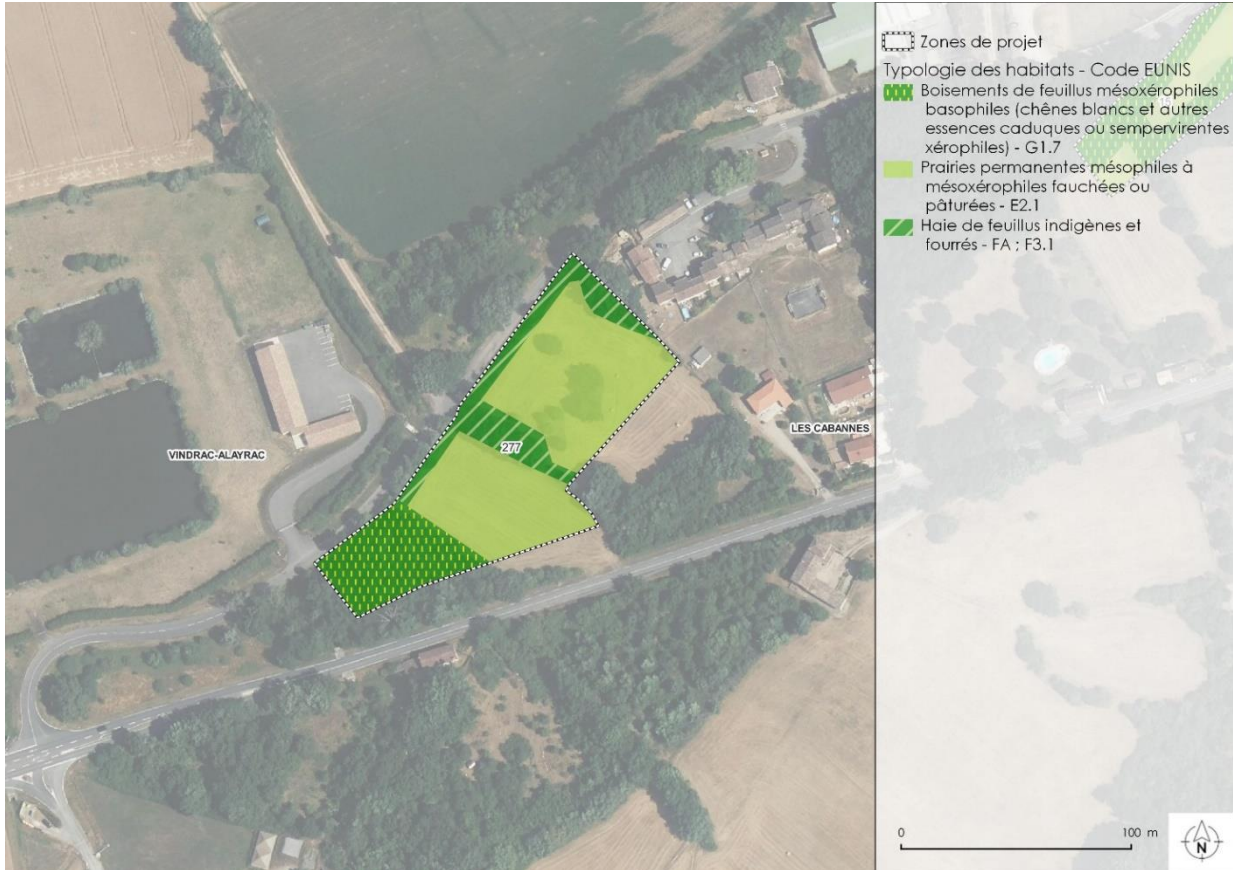 Zones de projet
Typologie des habitats - Code EUNIS
Boisements de feuillus mésoxérophiles
basophiles (chênes blancs et autres
essences caduques ou sempervirentes
xérophiles) - G1.7
Prairies permanentes mésophiles à
mésoxérophiles fauchées ou
pâturées - E2.1
Haie de feuillus indigènes et
fourrés - FA ; F3.1
277
LES CABANNES
VINDRAC-ALAYRAC
0 100 m
N